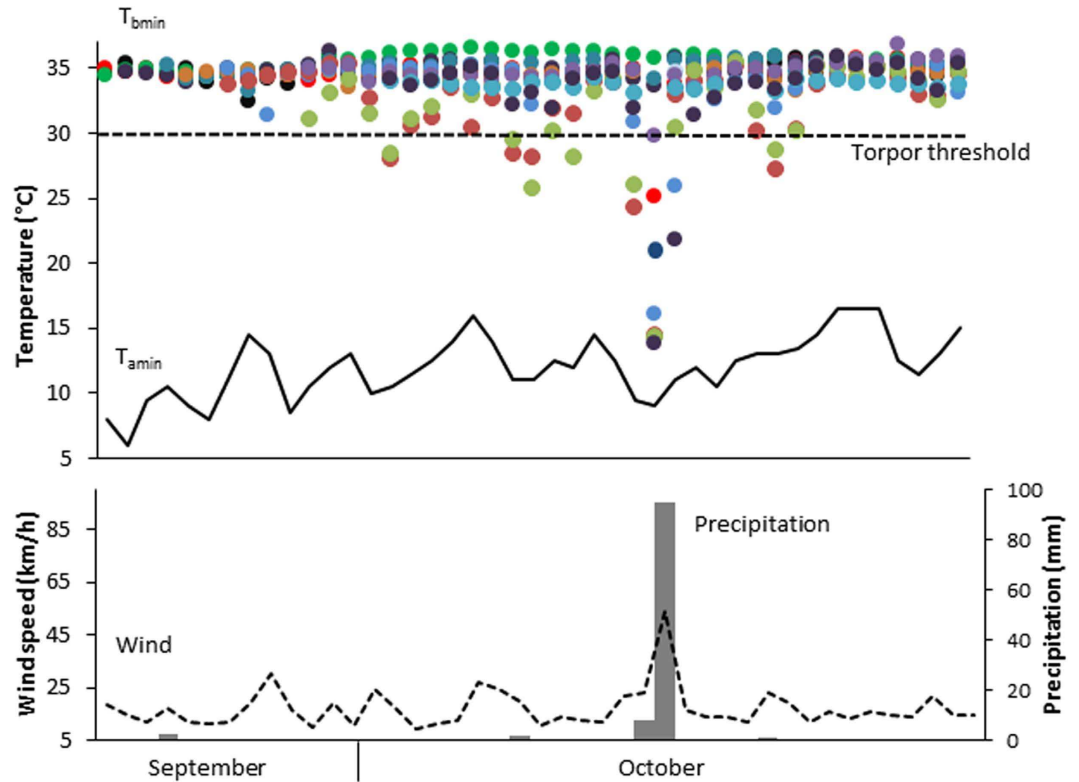 Tbmin
35
30
25
20
15
10
5
Temperature (°C)
Torpor threshold
Tamin
85
65
45
25
5
Wind speed (km/h)
Wind
Precipitation
100
80
60
40
20
0
Precipitation (mm)
September
October